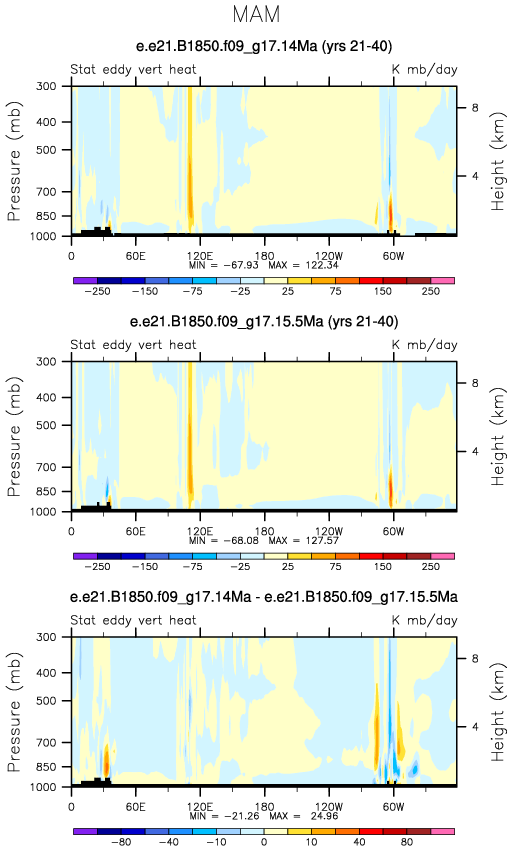 MAM
e.e21.B1850.f09_g17.14Ma (yrs 21-40)
Stat eddy vert heat K mb/day
300
400
500
700
850
1000
Pressure (mb)
8
4
Height (km)
0 60E 120E 180 120W 60W
MIN = -67.93 MAX = 122.34
-250 -150 -75 -25 25 75 150 250
e.e21.B1850.f09_g17.15.5Ma (yrs 21-40)
Stat eddy vert heat K mb/day
300
400
500
700
850
1000
Pressure (mb)
8
4
Height (km)
0 60E 120E 180 120W 60W
MIN = -68.08 MAX = 127.57
-250 -150 -75 -25 25 75 150 250
e.e21.B1850.f09_g17.14Ma - e.e21.B1850.f09_g17.15.5Ma
Stat eddy vert heat K mb/day
300
400
500
700
850
1000
Pressure (mb)
8
4
Height (km)
0 60E 120E 180 120W 60W
MIN = -21.26 MAX = 24.96
-80 -40 -10 0 10 40 80